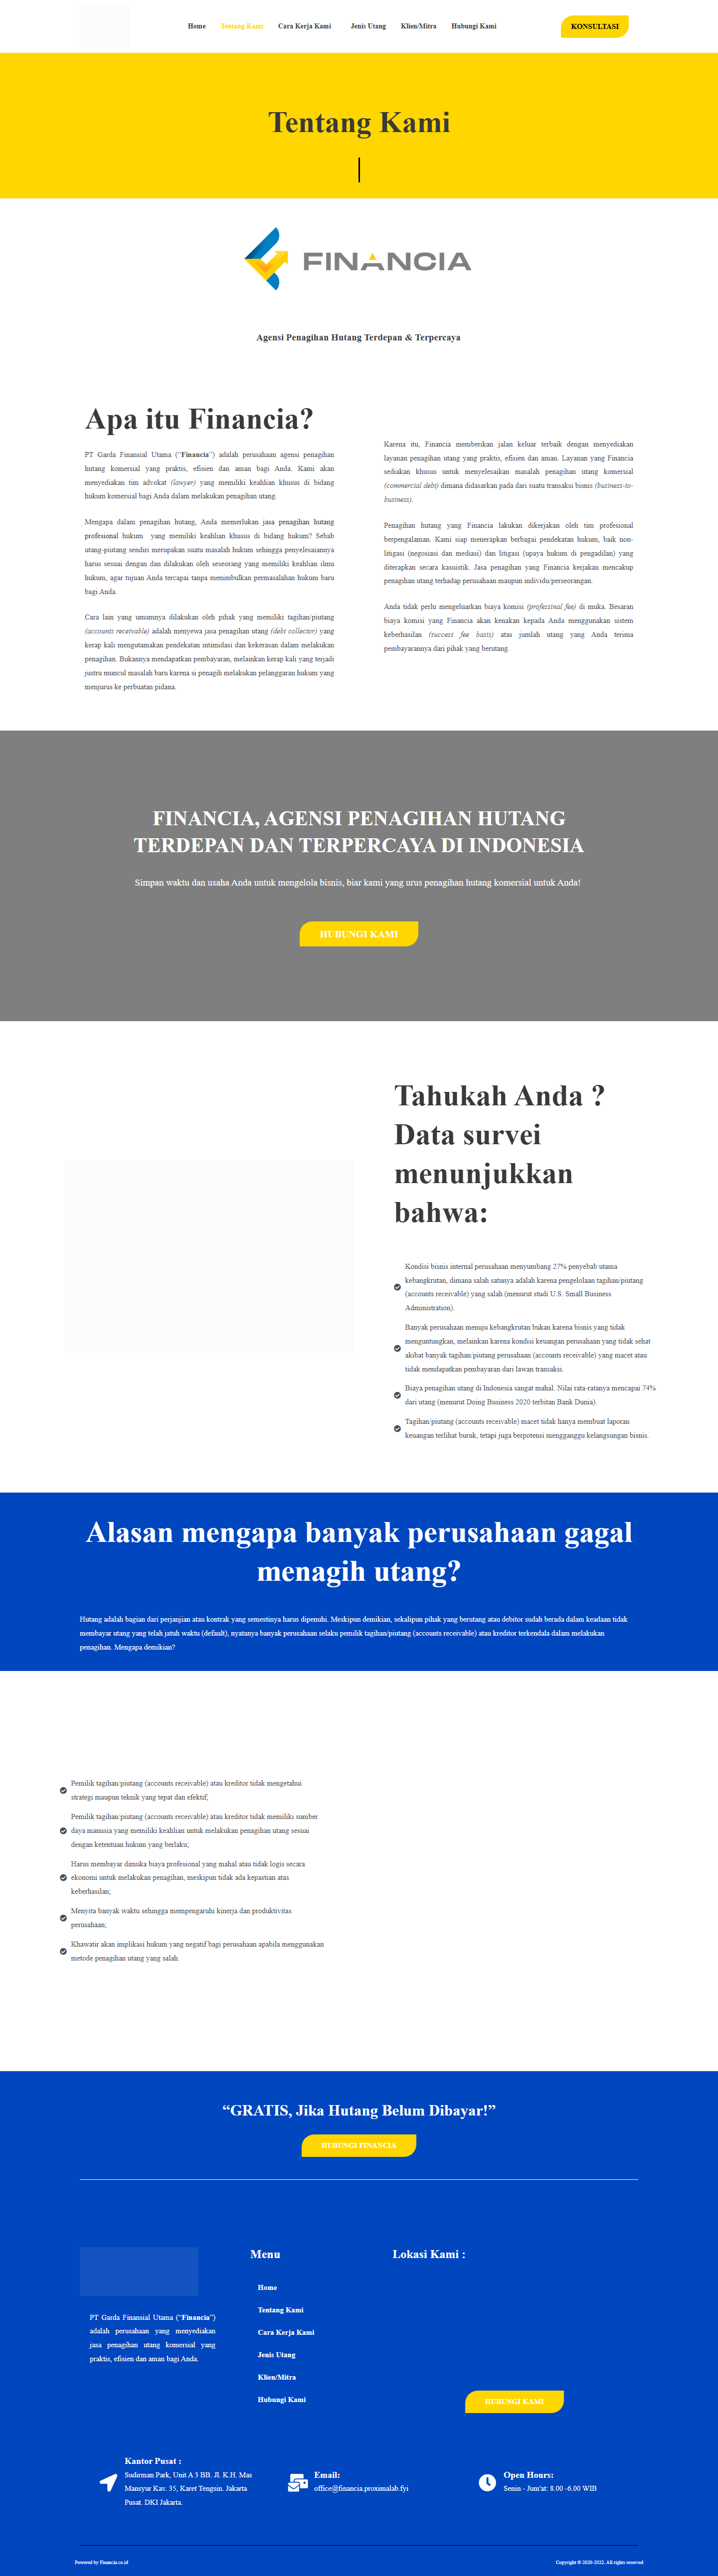 Home Tentang Kami Cara Kerja Kami Jenis Utang Klien/Mitra Hubungi Kami KONSULTASI
Tentang Kami
FINANCIA
Agensi Penagihan Hutang Terdepan & Terpercaya
Apa itu Financia?
PT Garda Finansial Utama (“Financia”) adalah perusahaan agensi penagihan
hutang komersial yang praktis, efisien dan aman bagi Anda. Kami akan
menyediakan tim advokat (lawyer) yang memiliki keahlian khusus di bidang
hukum komersial bagi Anda dalam melakukan penagihan utang.
Mengapa dalam penagihan hutang, Anda memerlukan jasa penagihan hutang
profesional hukum yang memiliki keahlian khusus di bidang hukum? Sebab
utang-piutang sendiri merupakan suatu masalah hukum sehingga penyelesaiannya
harus sesuai dengan dan dilakukan oleh seseorang yang memiliki keahlian ilmu
hukum, agar tujuan Anda tercapai tanpa menimbulkan permasalahan hukum baru
bagi Anda.
Cara lain yang umumnya dilakukan oleh pihak yang memiliki tagihan/piutang
(accounts receivable) adalah menyewa jasa penagihan utang (debt collector) yang
kerap kali mengutamakan pendekatan intimidasi dan kekerasan dalam melakukan
penagihan. Bukannya mendapatkan pembayaran, melainkan kerap kali yang terjadi
justru muncul masalah baru karena si penagih melakukan pelanggaran hukum yang
menjurus ke perbuatan pidana.
Karena itu, Financia memberikan jalan keluar terbaik dengan menyediakan
layanan penagihan utang yang praktis, efisien dan aman. Layanan yang Financia
sediakan khusus untuk menyelesaikan masalah penagihan utang komersial
(commercial debt) dimana didasarkan pada dari suatu transaksi bisnis (business-to-
business).
Penagihan hutang yang Financia lakukan dikerjakan oleh tim profesional
berpengalaman. Kami siap menerapkan berbagai pendekatan hukum, baik non-
litigasi (negosiasi dan mediasi) dan litigasi (upaya hukum di pengadilan) yang
diterapkan secara kasuistik. Jasa penagihan yang Financia kerjakan mencakup
penagihan utang terhadap perusahaan maupun individu/perseorangan.
Anda tidak perlu mengeluarkan biaya komisi (professinal fee) di muka. Besaran
biaya komisi yang Financia akan kenakan kepada Anda menggunakan sistem
keberhasilan (success fee basis) atas jumlah utang yang Anda terima
pembayarannya dari pihak yang berutang.
FINANCIA, AGENSI PENAGIHAN HUTANG
TERDEPAN DAN TERPERCAYA DI INDONESIA
Simpan waktu dan usaha Anda untuk mengelola bisnis, biar kami yang urus penagihan hutang komersial untuk Anda!
HUBUNGI KAMI
Tahukah Anda ?
Data survei
menunjukkan
bahwa:
Kondisi bisnis internal perusahaan menyumbang 27% penyebab utama
kebangkrutan, dimana salah satunya adalah karena pengelolaan tagihan/piutang
(accounts receivable) yang salah (menurut studi U.S. Small Business
Administration).
Banyak perusahaan menuju kebangkrutan bukan karena bisnis yang tidak
menguntungkan, melainkan karena kondisi keuangan perusahaan yang tidak sehat
akibat banyak tagihan/piutang perusahaan (accounts receivable) yang macet atau
tidak mendapatkan pembayaran dari lawan transaksi.
Biaya penagihan utang di Indonesia sangat mahal. Nilai rata-ratanya mencapai 74%
dari utang (menurut Doing Business 2020 terbitan Bank Dunia).
Tagihan/piutang (accounts receivable) macet tidak hanya membuat laporan
keuangan terlihat buruk, tetapi juga berpotensi mengganggu kelangsungan bisnis.
Alasan mengapa banyak perusahaan gagal
menagih utang?
Hutang adalah bagian dari perjanjian atau kontrak yang semestinya harus dipenuhi. Meskipun demikian, sekalipun pihak yang berutang atau debitor sudah berada dalam keadaan tidak
membayar utang yang telah jatuh waktu (default), nyatanya banyak perusahaan selaku pemilik tagihan/piutang (accounts receivable) atau kreditor terkendala dalam melakukan
penagihan. Mengapa demikian?
Pemilik tagihan/piutang (accounts receivable) atau kreditor tidak mengetahui
strategi maupun teknik yang tepat dan efektif;
Pemilik tagihan/piutang (accounts receivable) atau kreditor tidak memiliki sumber
daya manusia yang memiliki keahlian untuk melakukan penagihan utang sesuai
dengan ketentuan hukum yang berlaku;
Harus membayar dimuka biaya profesional yang mahal atau tidak logis secara
ekonomi untuk melakukan penagihan, meskipun tidak ada kepastian atas
keberhasilan;
Menyita banyak waktu sehingga mempengaruhi kinerja dan produktivitas
perusahaan;
Khawatir akan implikasi hukum yang negatif bagi perusahaan apabila menggunakan
metode penagihan utang yang salah.
“GRATIS, Jika Hutang Belum Dibayar!”
HUBUNGI FINANCIA
PT Garda Finansial Utama (“Financia”)
adalah perusahaan yang menyediakan
jasa penagihan utang komersial yang
praktis, efisien dan aman bagi Anda.
Menu
Home
Tentang Kami
Cara Kerja Kami
Jenis Utang
Klien/Mitra
Hubungi Kami
Lokasi Kami :
HUBUNGI KAMI
Kantor Pusat :
Sudirman Park, Unit A 3 BB. Jl. K.H. Mas
Mansyur Kav. 35, Karet Tengsin. Jakarta
Pusat. DKI Jakarta.
Email:
office@financia.proximalab.fyi
Open Hours:
Senin - Jum'at: 8.00 -6.00 WIB
Powered by Financia.co.id
Copyright © 2020-2022. All rights reserved